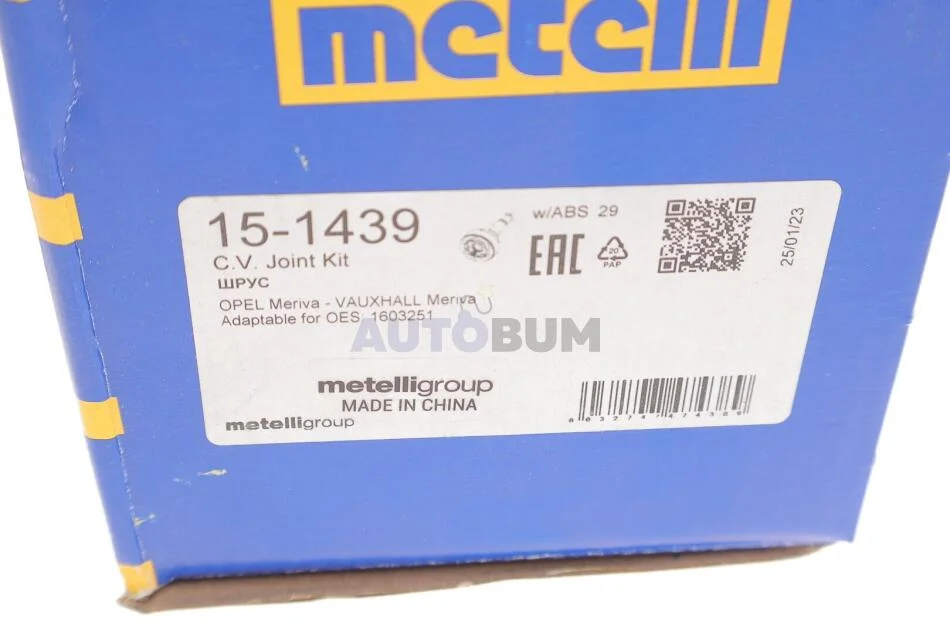 metelli
15-1439
C.V. Joint Kit
ШРУС
OPEL Meriva - VAUXHALL Meriva
Adaptable for OES: 1603251
w/ABS 29
EAC
20
PAP
25/01/23
AUTOBUM
metelligroup
MADE IN CHINA
metelligroup